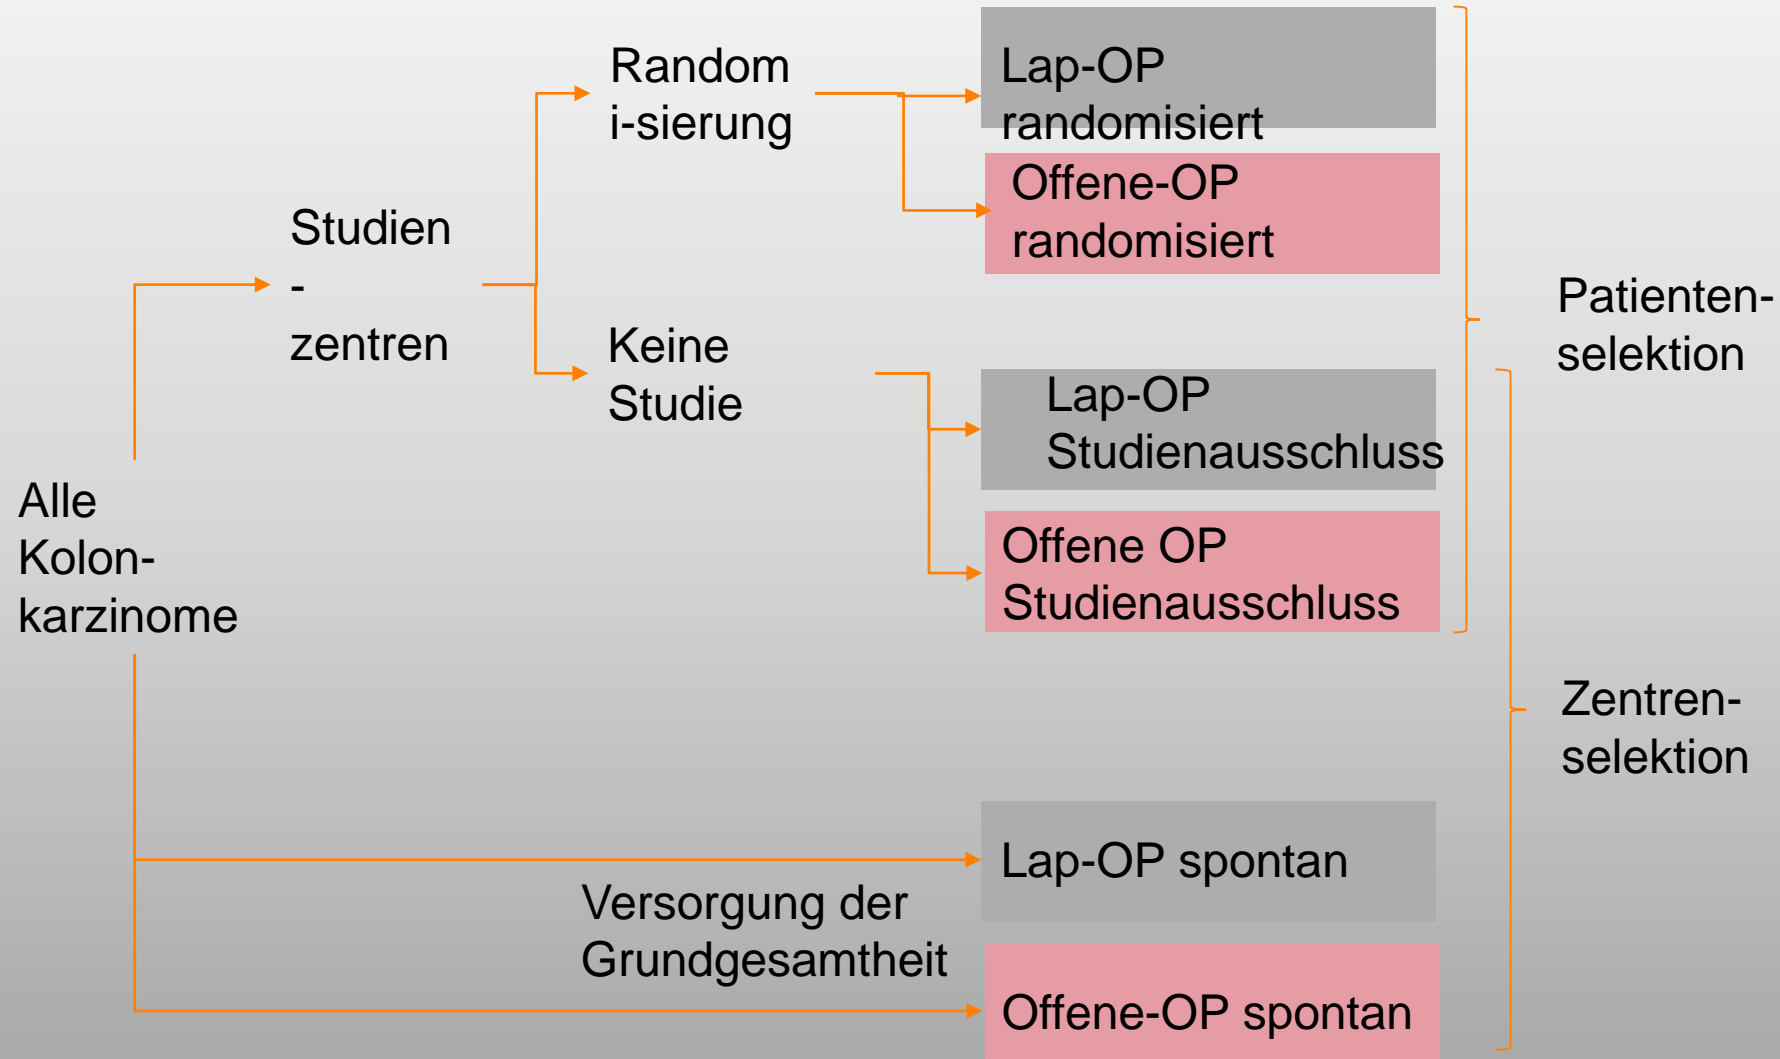 Random
i-sierung
Lap-OP
randomisiert
Offene-OP
randomisiert
Studien
-
zentren
Keine
Studie
Lap-OP
Studienausschluss
Offene OP
Studienausschluss
Patienten-
selektion
Alle
Kolon-
karzinome
Zentren-
selektion
Lap-OP spontan
Versorgung der
Grundgesamtheit
Offene-OP spontan